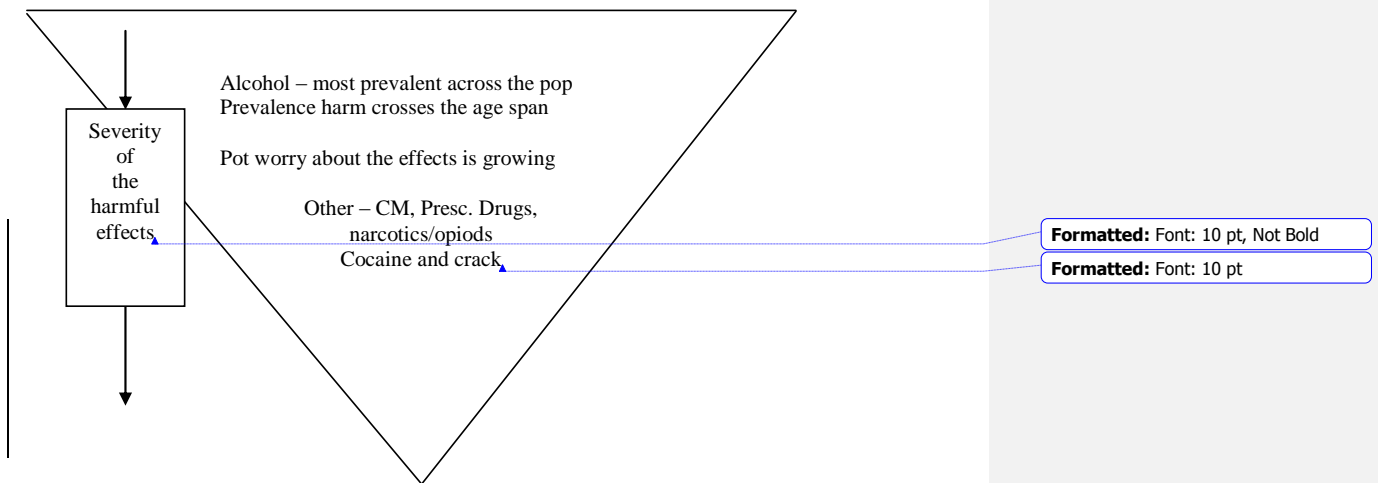 Alcohol – most prevalent across the pop
Prevalence harm crosses the age span
Pot worry about the effects is growing
Other – CM, Presc. Drugs,
narcotics/opiods
Cocaine and crack
Severity
of
the
harmful
effects
Formatted: Font: 10 pt, Not Bold
Formatted: Font: 10 pt